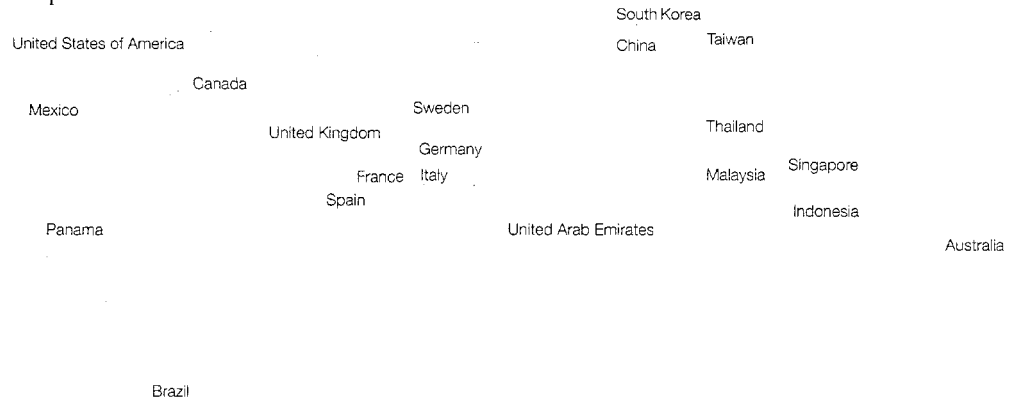 South Korea
United States of America
China
Taiwan
Canada
Mexico
Sweden
Thailand
United Kingdom
Germany
Singapore
France
Italy
Malaysia
Spain
Indonesia
Panama
United Arab Emirates
Australia
Brazil